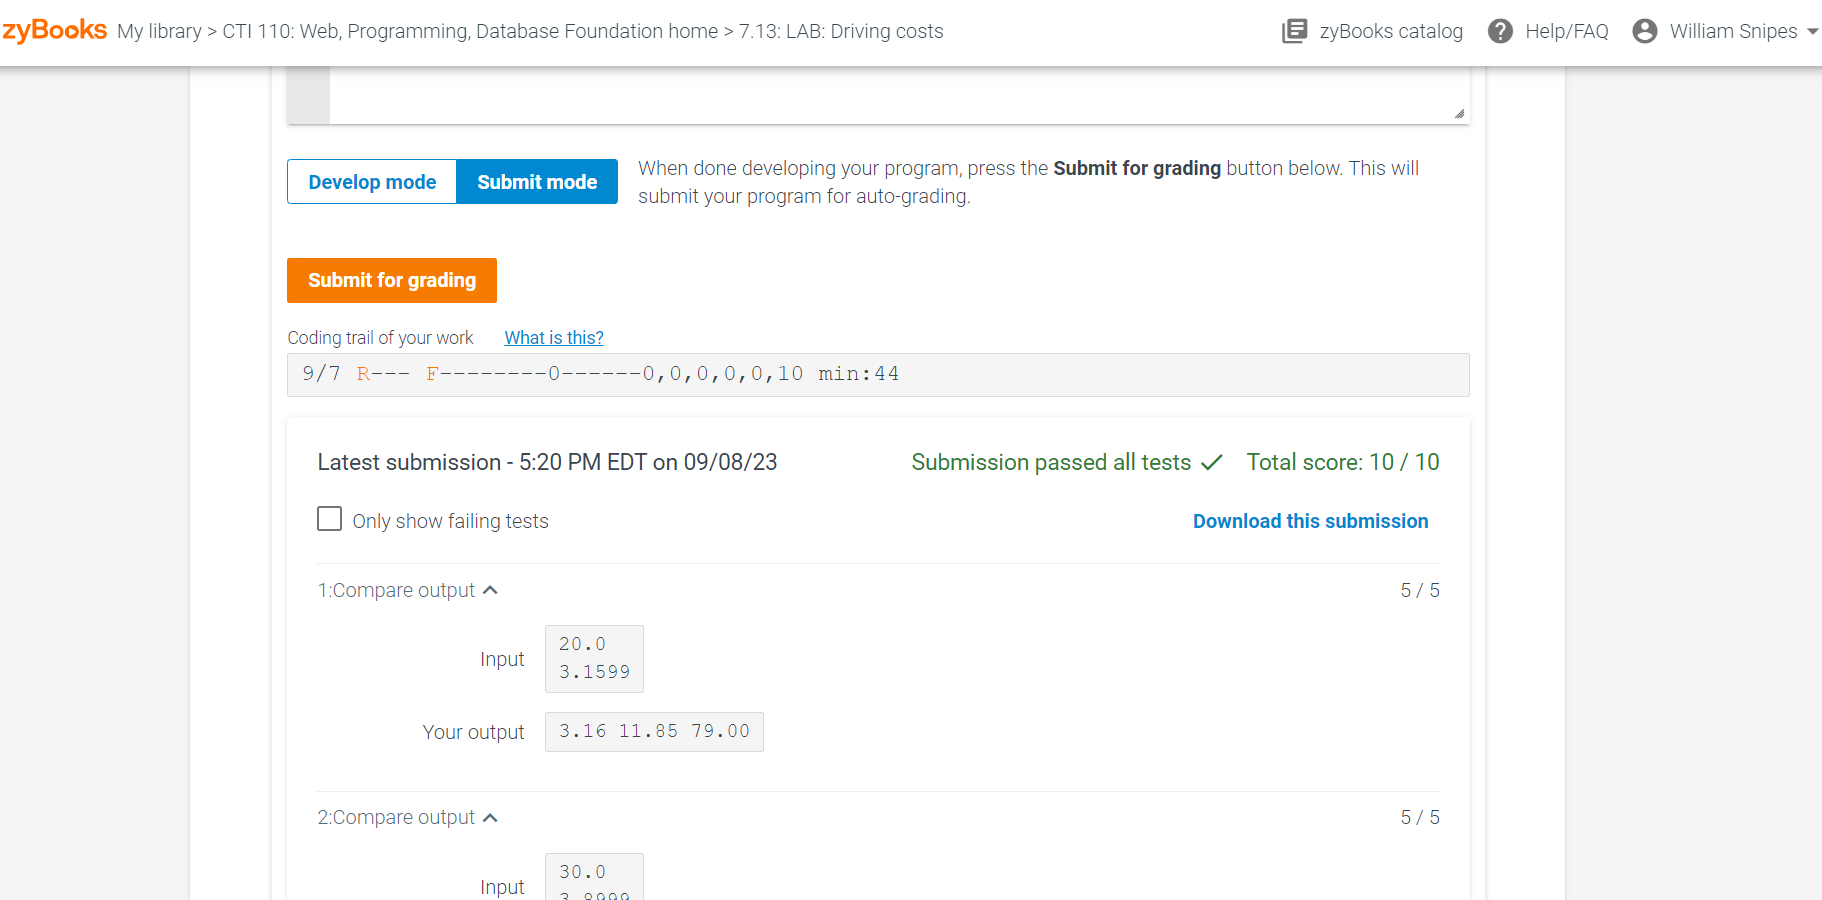 zyBooks My library > CTI 110: Web, Programming, Database Foundation home > 7.13: LAB: Driving costs zyBooks catalog ? Help/FAQ William Snipes
Develop mode Submit mode When done developing your program, press the Submit for grading button below. This will
submit your program for auto-grading.
Submit for grading
Coding trail of your work What is this?
9/7 R--- F--------0------0,0,0,0,0,10 min:44
Latest submission - 5:20 PM EDT on 09/08/23 Submission passed all tests ✓ Total score: 10 / 10
Only show failing tests Download this submission
1:Compare output 5 / 5
Input
20.0
3.1599
Your output 3.16 11.85 79.00
2:Compare output 5 / 5
Input
30.0
3.8999